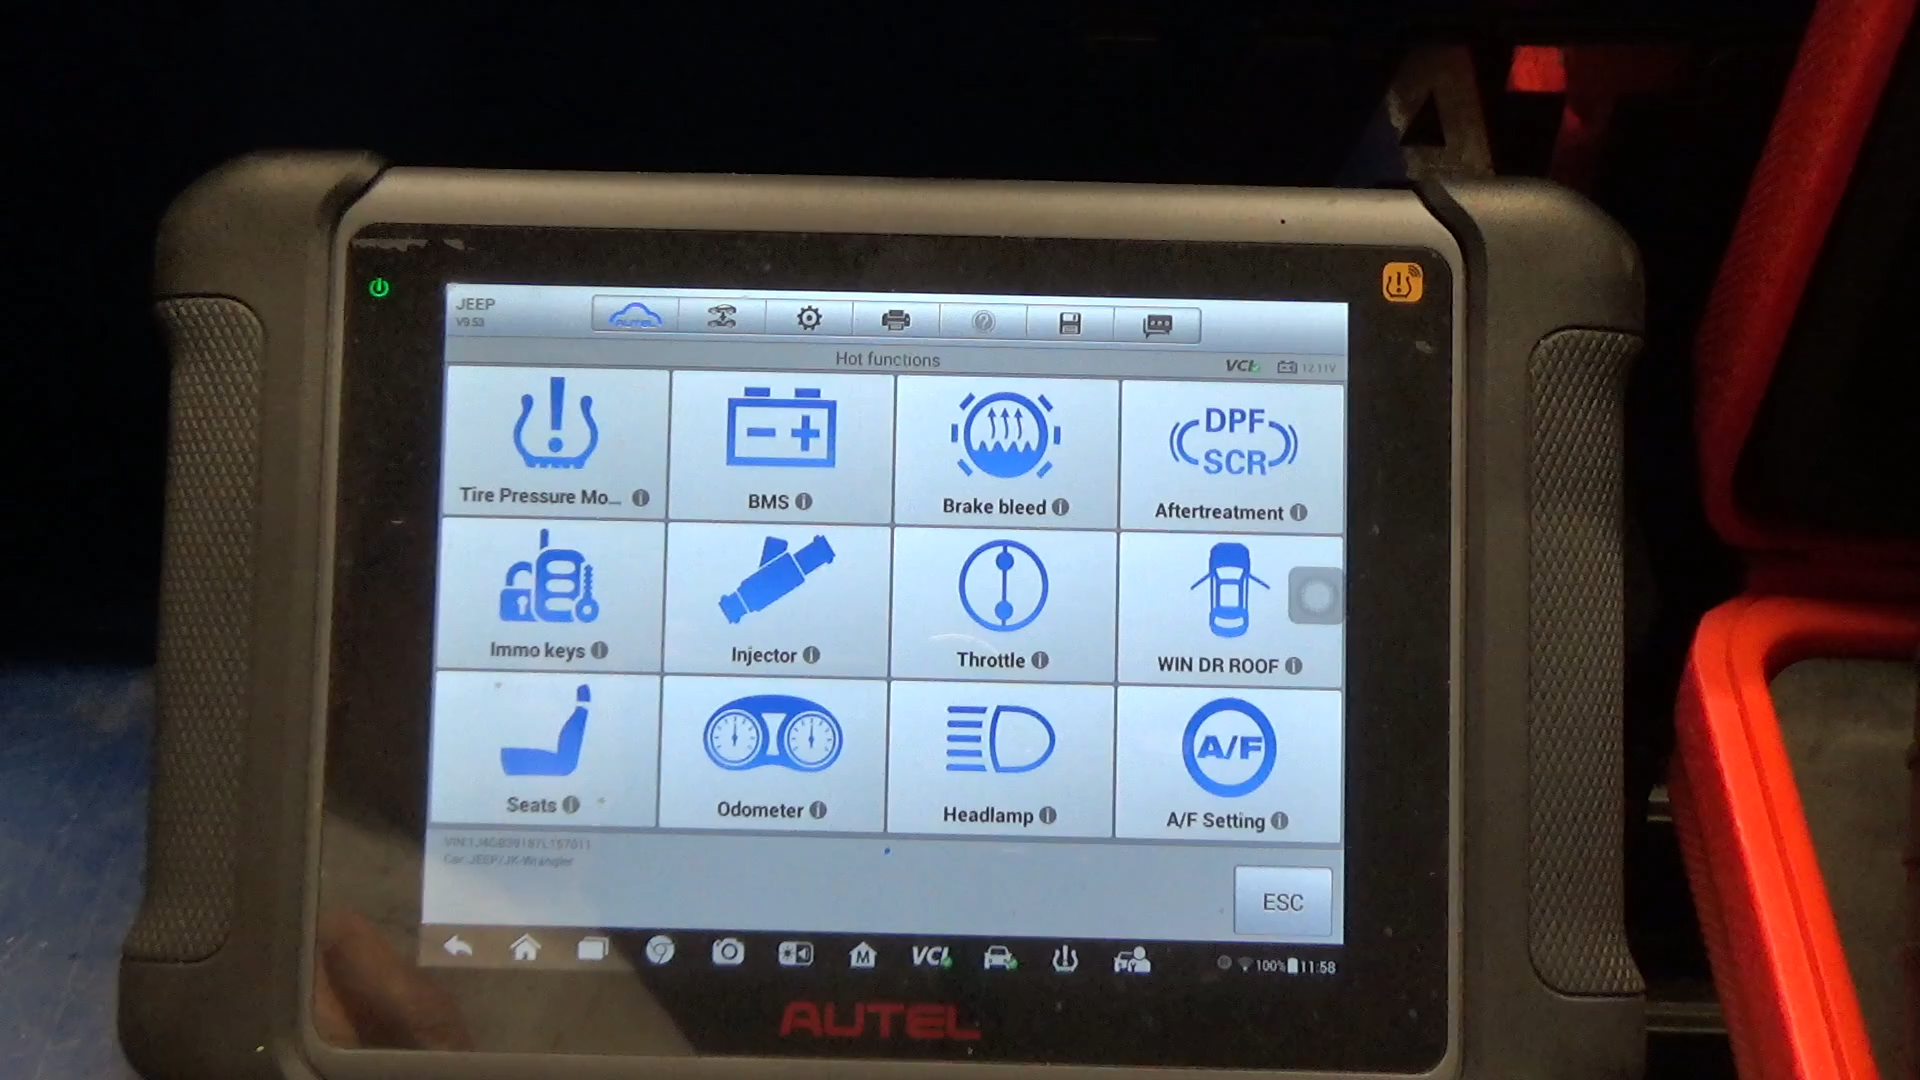 JEEP
V9.53
AUTEL
Hot functions
VCI
12.11V
Tire Pressure Mo...
BMS
Brake bleed
DPF
SCR
Aftertreatment
Immo keys
Injector
Throttle
WIN DR ROOF
Seats
Odometer
Headlamp
A/F
A/F Setting
Car: JEEP/JK-Wrangler
ESC
M
VCI
100%
11:58
AUTEL